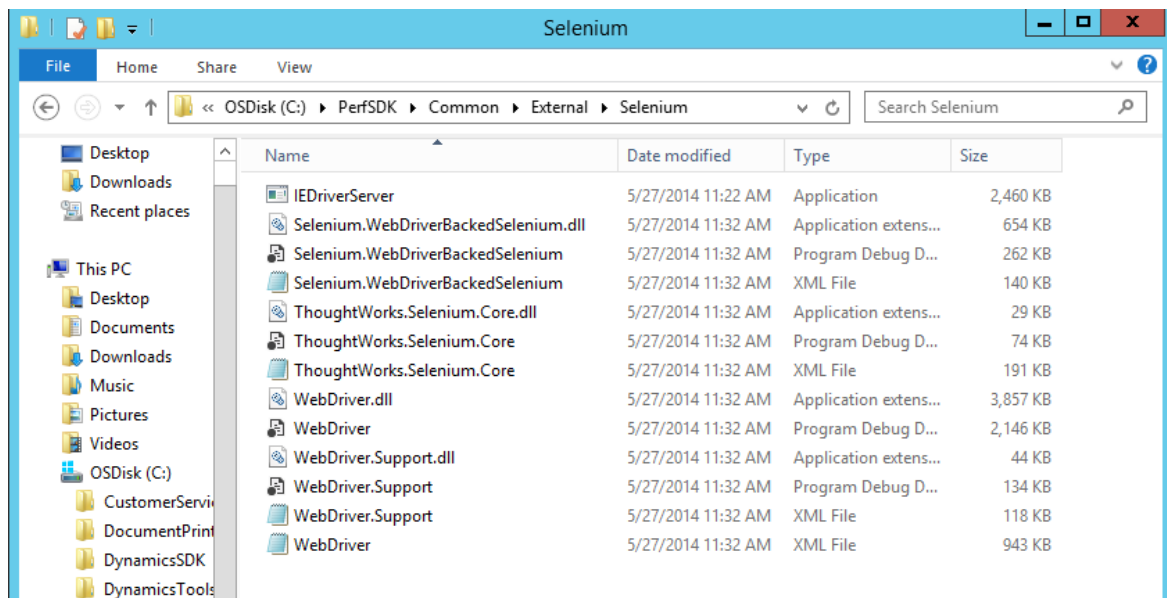 Selenium
File Home Share View
« OSDisk (C:) PerfSDK Common External Selenium Search Selenium
Desktop
Downloads
Recent places
This PC
Desktop
Documents
Downloads
Music
Pictures
Videos
OSDisk (C:)
CustomerServi
DocumentPrint
DynamicsSDK
DynamicsTools
Name Date modified Type Size
IEDriverServer 5/27/2014 11:22 AM Application 2,460 KB
Selenium.WebDriverBackedSelenium.dll 5/27/2014 11:32 AM Application extens... 654 KB
Selenium.WebDriverBackedSelenium 5/27/2014 11:32 AM Program Debug D... 262 KB
Selenium.WebDriverBackedSelenium 5/27/2014 11:32 AM XML File 140 KB
ThoughtWorks.Selenium.Core.dll 5/27/2014 11:32 AM Application extens... 29 KB
ThoughtWorks.Selenium.Core 5/27/2014 11:32 AM Program Debug D... 74 KB
ThoughtWorks.Selenium.Core 5/27/2014 11:32 AM XML File 191 KB
WebDriver.dll 5/27/2014 11:32 AM Application extens... 3,857 KB
WebDriver 5/27/2014 11:32 AM Program Debug D... 2,146 KB
WebDriver.Support.dll 5/27/2014 11:32 AM Application extens... 44 KB
WebDriver.Support 5/27/2014 11:32 AM Program Debug D... 134 KB
WebDriver.Support 5/27/2014 11:32 AM XML File 118 KB
WebDriver 5/27/2014 11:32 AM XML File 943 KB